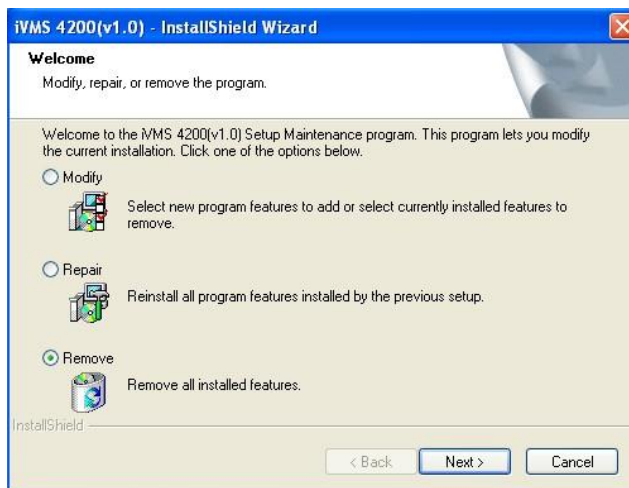 iVMS 4200(v1.0) - InstallShield Wizard
Welcome
Modify, repair, or remove the program.
Welcome to the iVMS 4200(v1.0) Setup Maintenance program. This program lets you modify
the current installation. Click one of the options below.
Modify
Select new program features to add or select currently installed features to
remove.
Repair
Reinstall all program features installed by the previous setup.
Remove
Remove all installed features.
InstallShield
< Back Next > Cancel